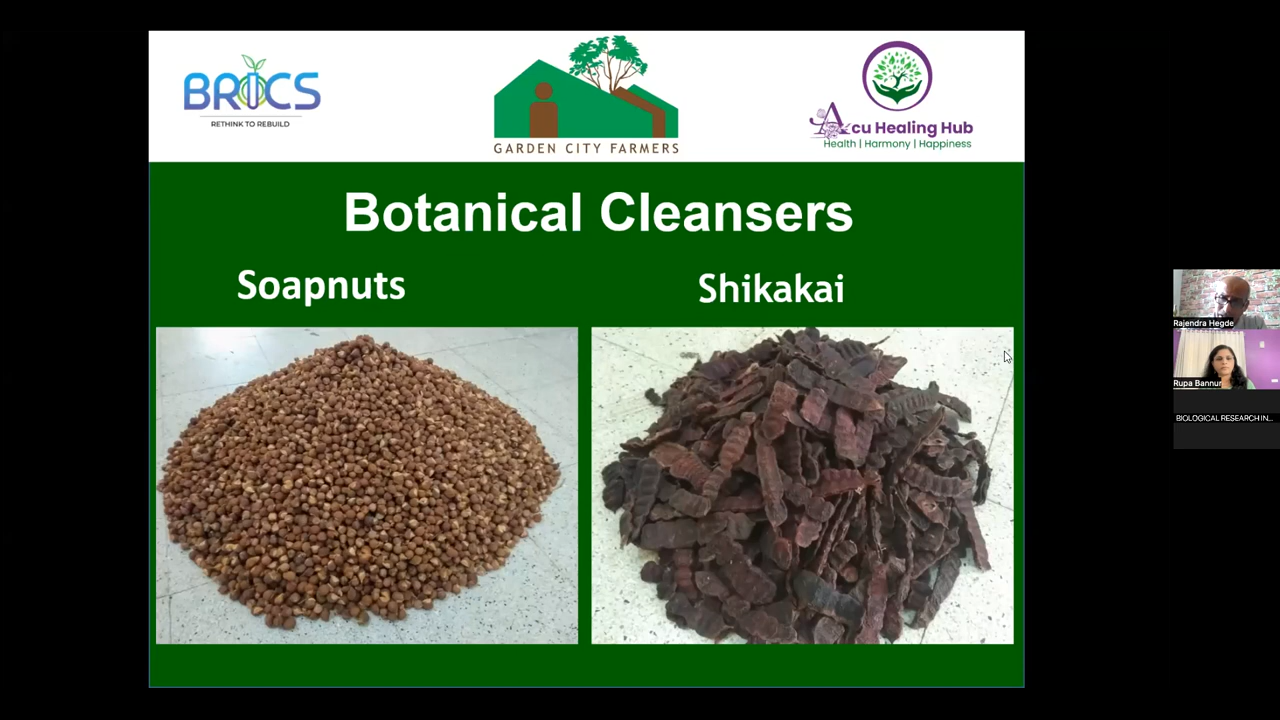 BRICS
RETHINK TO REBUILD
GARDEN CITY FARMERS
Acu Healing Hub
Health | Harmony | Happiness
Botanical Cleansers
Soapnuts
Shikakai
Rajendra Hegde
Rupa Bannur
BIOLOGICAL RESEARCH IN...